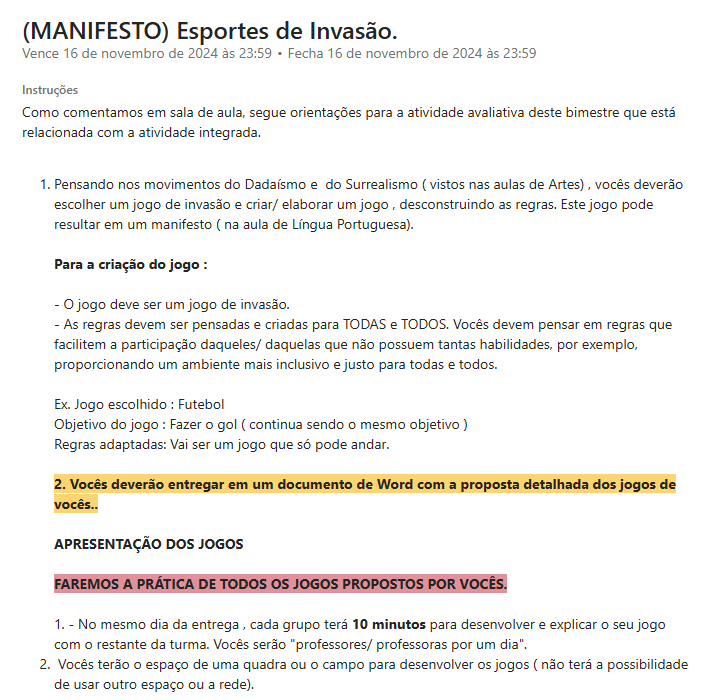 (MANIFESTO) Esportes de Invasão.
Vence 16 de novembro de 2024 às 23:59 • Fecha 16 de novembro de 2024 às 23:59
Instruções
Como comentamos em sala de aula, segue orientações para a atividade avaliativa deste bimestre que está
relacionada com a atividade integrada.
1. Pensando nos movimentos do Dadaísmo e  do Surrealismo ( vistos nas aulas de Artes) , vocês deverão
escolher um jogo de invasão e criar/ elaborar um jogo , desconstruindo as regras. Este jogo pode
resultar em um manifesto ( na aula de Língua Portuguesa).
Para a criação do jogo :
- O jogo deve ser um jogo de invasão.
- As regras devem ser pensadas e criadas para TODAS e TODOS. Vocês devem pensar em regras que
facilitem a participação daqueles/ daquelas que não possuem tantas habilidades, por exemplo,
proporcionando um ambiente mais inclusivo e justo para todas e todos.
Ex. Jogo escolhido : Futebol
Objetivo do jogo : Fazer o gol ( continua sendo o mesmo objetivo )
Regras adaptadas: Vai ser um jogo que só pode andar.
2. Vocês deverão entregar em um documento de Word com a proposta detalhada dos jogos de
vocês..
APRESENTAÇÃO DOS JOGOS
FAREMOS A PRÁTICA DE TODOS OS JOGOS PROPOSTOS POR VOCÊS.
1. - No mesmo dia da entrega , cada grupo terá 10 minutos para desenvolver e explicar o seu jogo
com o restante da turma. Vocês serão "professores/ professoras por um dia".
2.  Vocês terão o espaço de uma quadra ou o campo para desenvolver os jogos ( não terá a possibilidade
de usar outro espaço ou a rede).